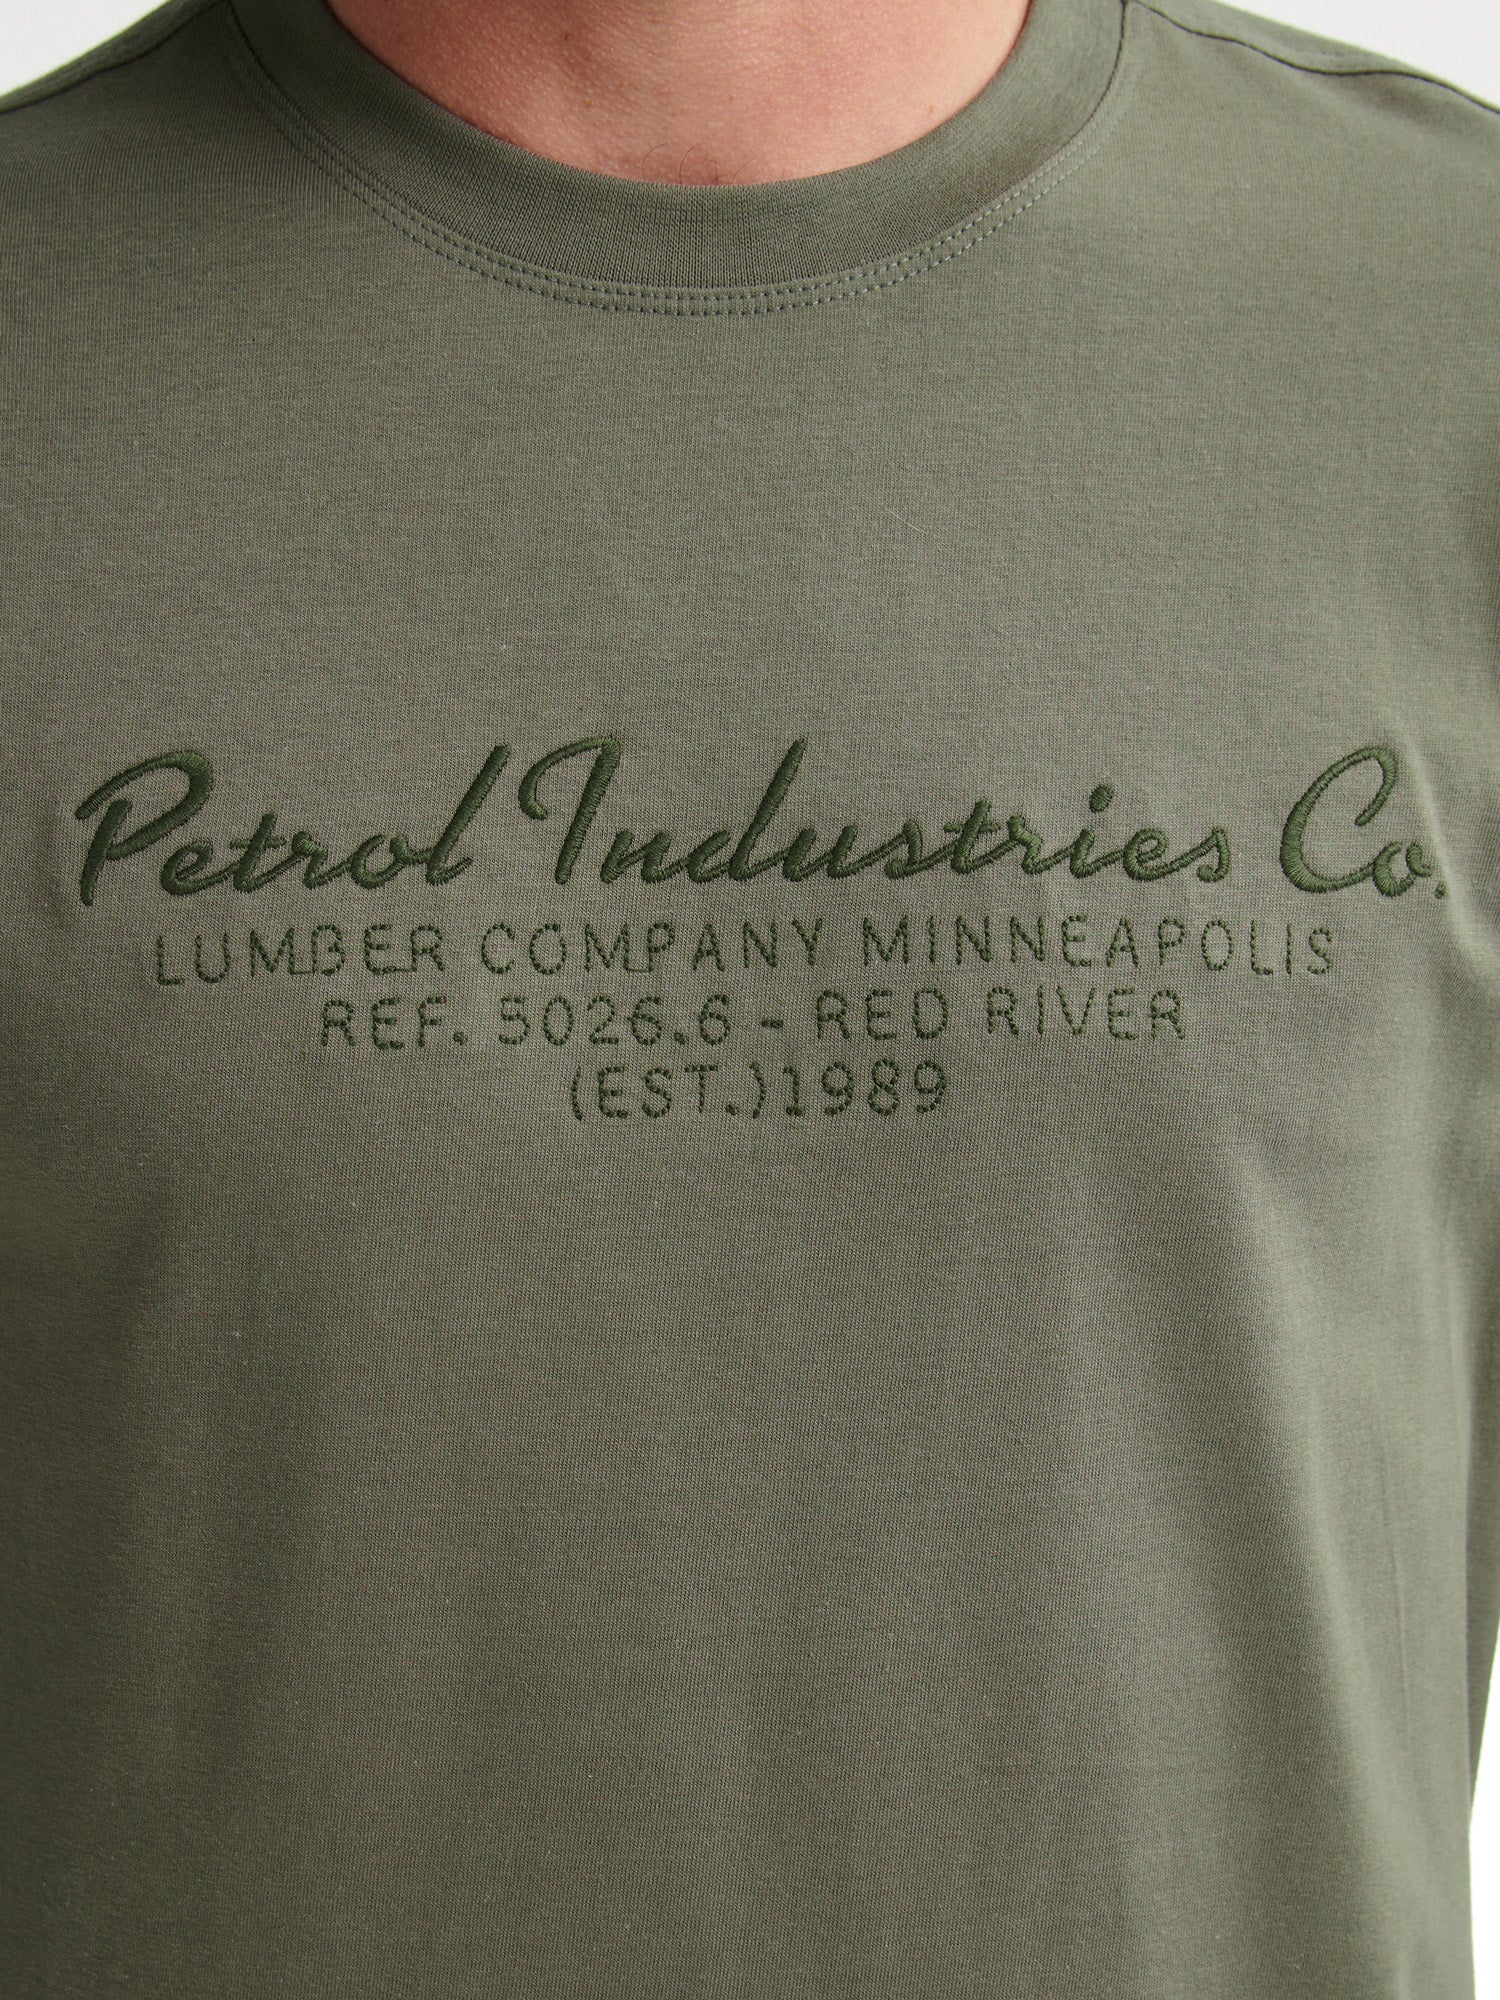 Petrol Industries Co.
LUMBER COMPANY MINNEAPOLIS
REF. 5026.6 - RED RIVER
(EST.)1989